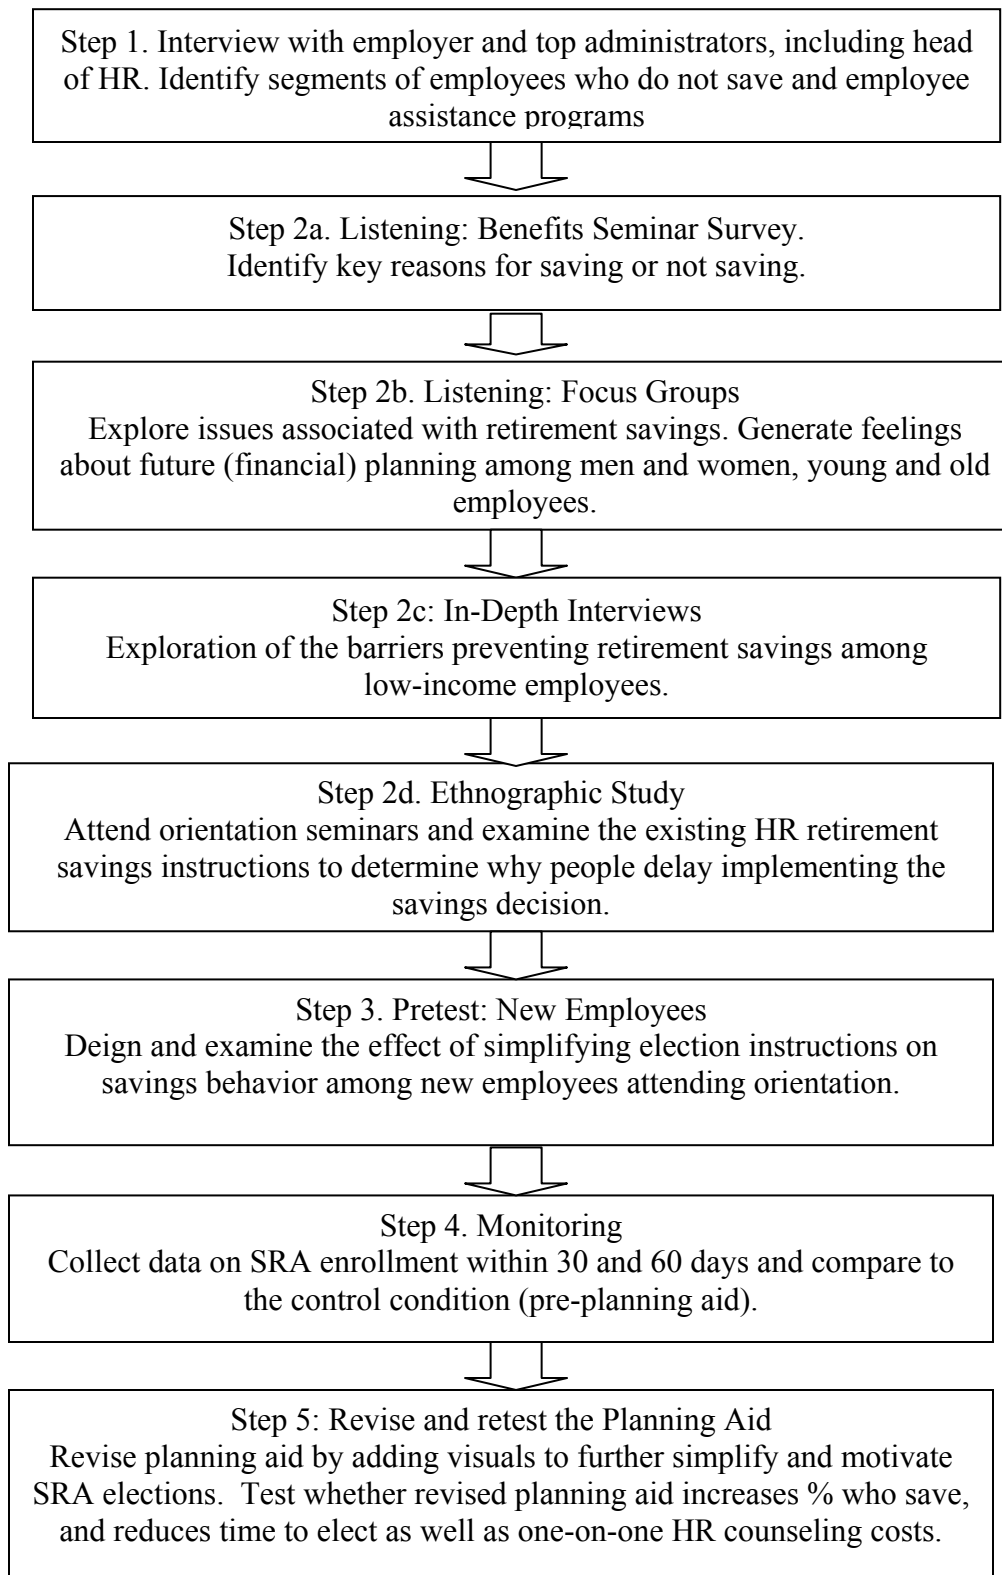 Step 1. Interview with employer and top administrators, including head
of HR. Identify segments of employees who do not save and employee
assistance programs
Step 2a. Listening: Benefits Seminar Survey.
Identify key reasons for saving or not saving.
Step 2b. Listening: Focus Groups
Explore issues associated with retirement savings. Generate feelings
about future (financial) planning among men and women, young and old
employees.
Step 2c: In-Depth Interviews
Exploration of the barriers preventing retirement savings among
low-income employees.
Step 2d. Ethnographic Study
Attend orientation seminars and examine the existing HR retirement
savings instructions to determine why people delay implementing the
savings decision.
Step 3. Pretest: New Employees
Deign and examine the effect of simplifying election instructions on
savings behavior among new employees attending orientation.
Step 4. Monitoring
Collect data on SRA enrollment within 30 and 60 days and compare to
the control condition (pre-planning aid).
Step 5: Revise and retest the Planning Aid
Revise planning aid by adding visuals to further simplify and motivate
SRA elections. Test whether revised planning aid increases % who save,
and reduces time to elect as well as one-on-one HR counseling costs.